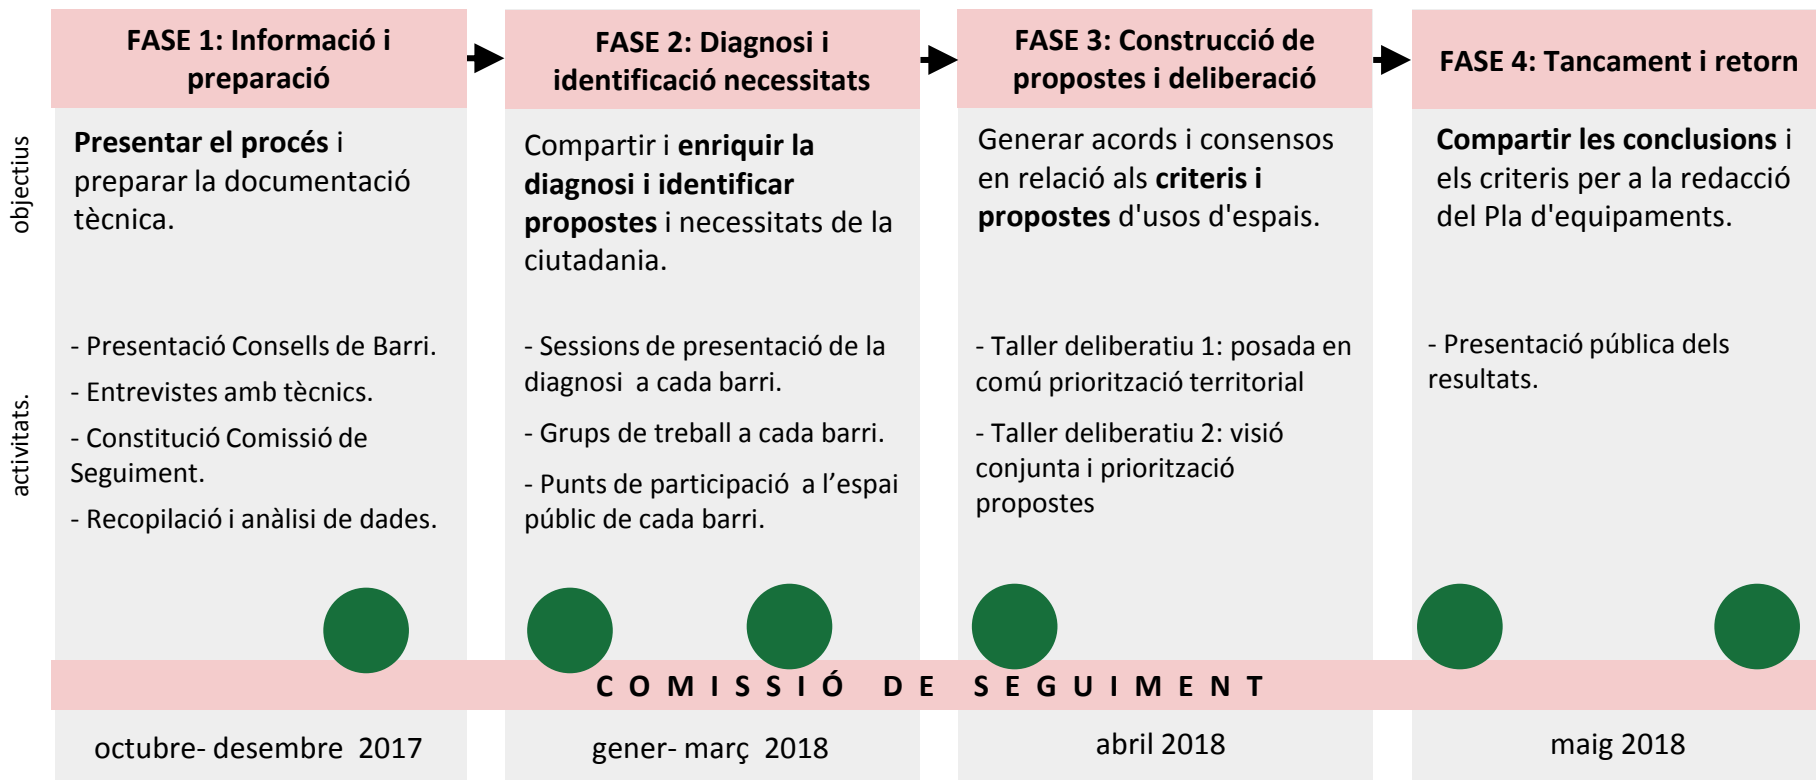 FASE 1: Informació i
preparació
FASE 2: Diagnosi i
identificació necessitats
FASE 3: Construcció de
propostes i deliberació
FASE 4: Tancament i retorn
objectius
Presentar el procés i
preparar la documentació
tècnica.
Compartir i enriquir la
diagnosi i identificar
propostes i necessitats de la
ciutadania.
Generar acords i consensos
en relació als criteris i
propostes d'usos d'espais.
Compartir les conclusions i
els criteris per a la redacció
del Pla d'equipaments.
activitats.
- Presentació Consells de Barri.
- Entrevistes amb tècnics.
- Constitució Comissió de
Seguiment.
- Recopilació i anàlisi de dades.
- Sessions de presentació de la
diagnosi a cada barri.
- Grups de treball a cada barri.
- Punts de participació a l’espai
públic de cada barri.
- Taller deliberatiu 1: posada en
comú priorització territorial
- Taller deliberatiu 2: visió
conjunta i priorització
propostes
- Presentació pública dels
resultats.
COMISSIÓ DE SEGUIMENT
octubre- desembre 2017
gener- març 2018
abril 2018
maig 2018